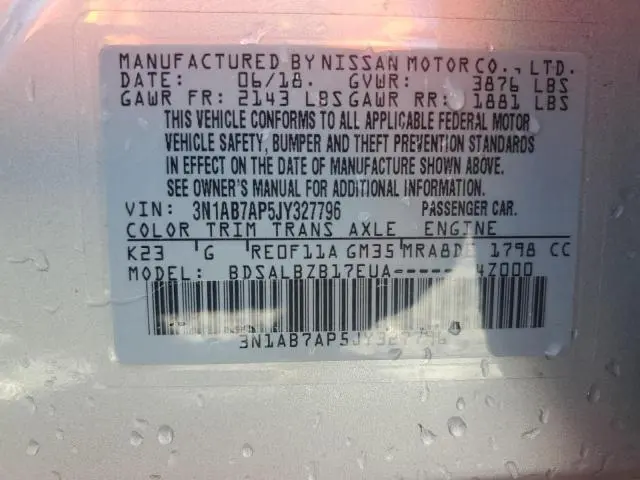 MANUFACTURED BY NISSAN MOTOR CO., LTD.
DATE: 06/18. GVWR: 3876 LBS
GAWR FR: 2143 LBS GAWR RR: 1881 LBS
THIS VEHICLE CONFORMS TO ALL APPLICABLE FEDERAL MOTOR
VEHICLE SAFETY, BUMPER AND THEFT PREVENTION STANDARDS
IN EFFECT ON THE DATE OF MANUFACTURE SHOWN ABOVE.
SEE OWNER'S MANUAL FOR ADDITIONAL INFORMATION.
VIN: 3N1AB7AP5JY327796 PASSENGER CAR.
COLOR TRIM TRANS AXLE ENGINE
K23 G RE0F11A GM35 MRA8DE 1798 CC
MODEL: BDSALBZB17EUA-----4Z000
3N1AB7AP5JY327796